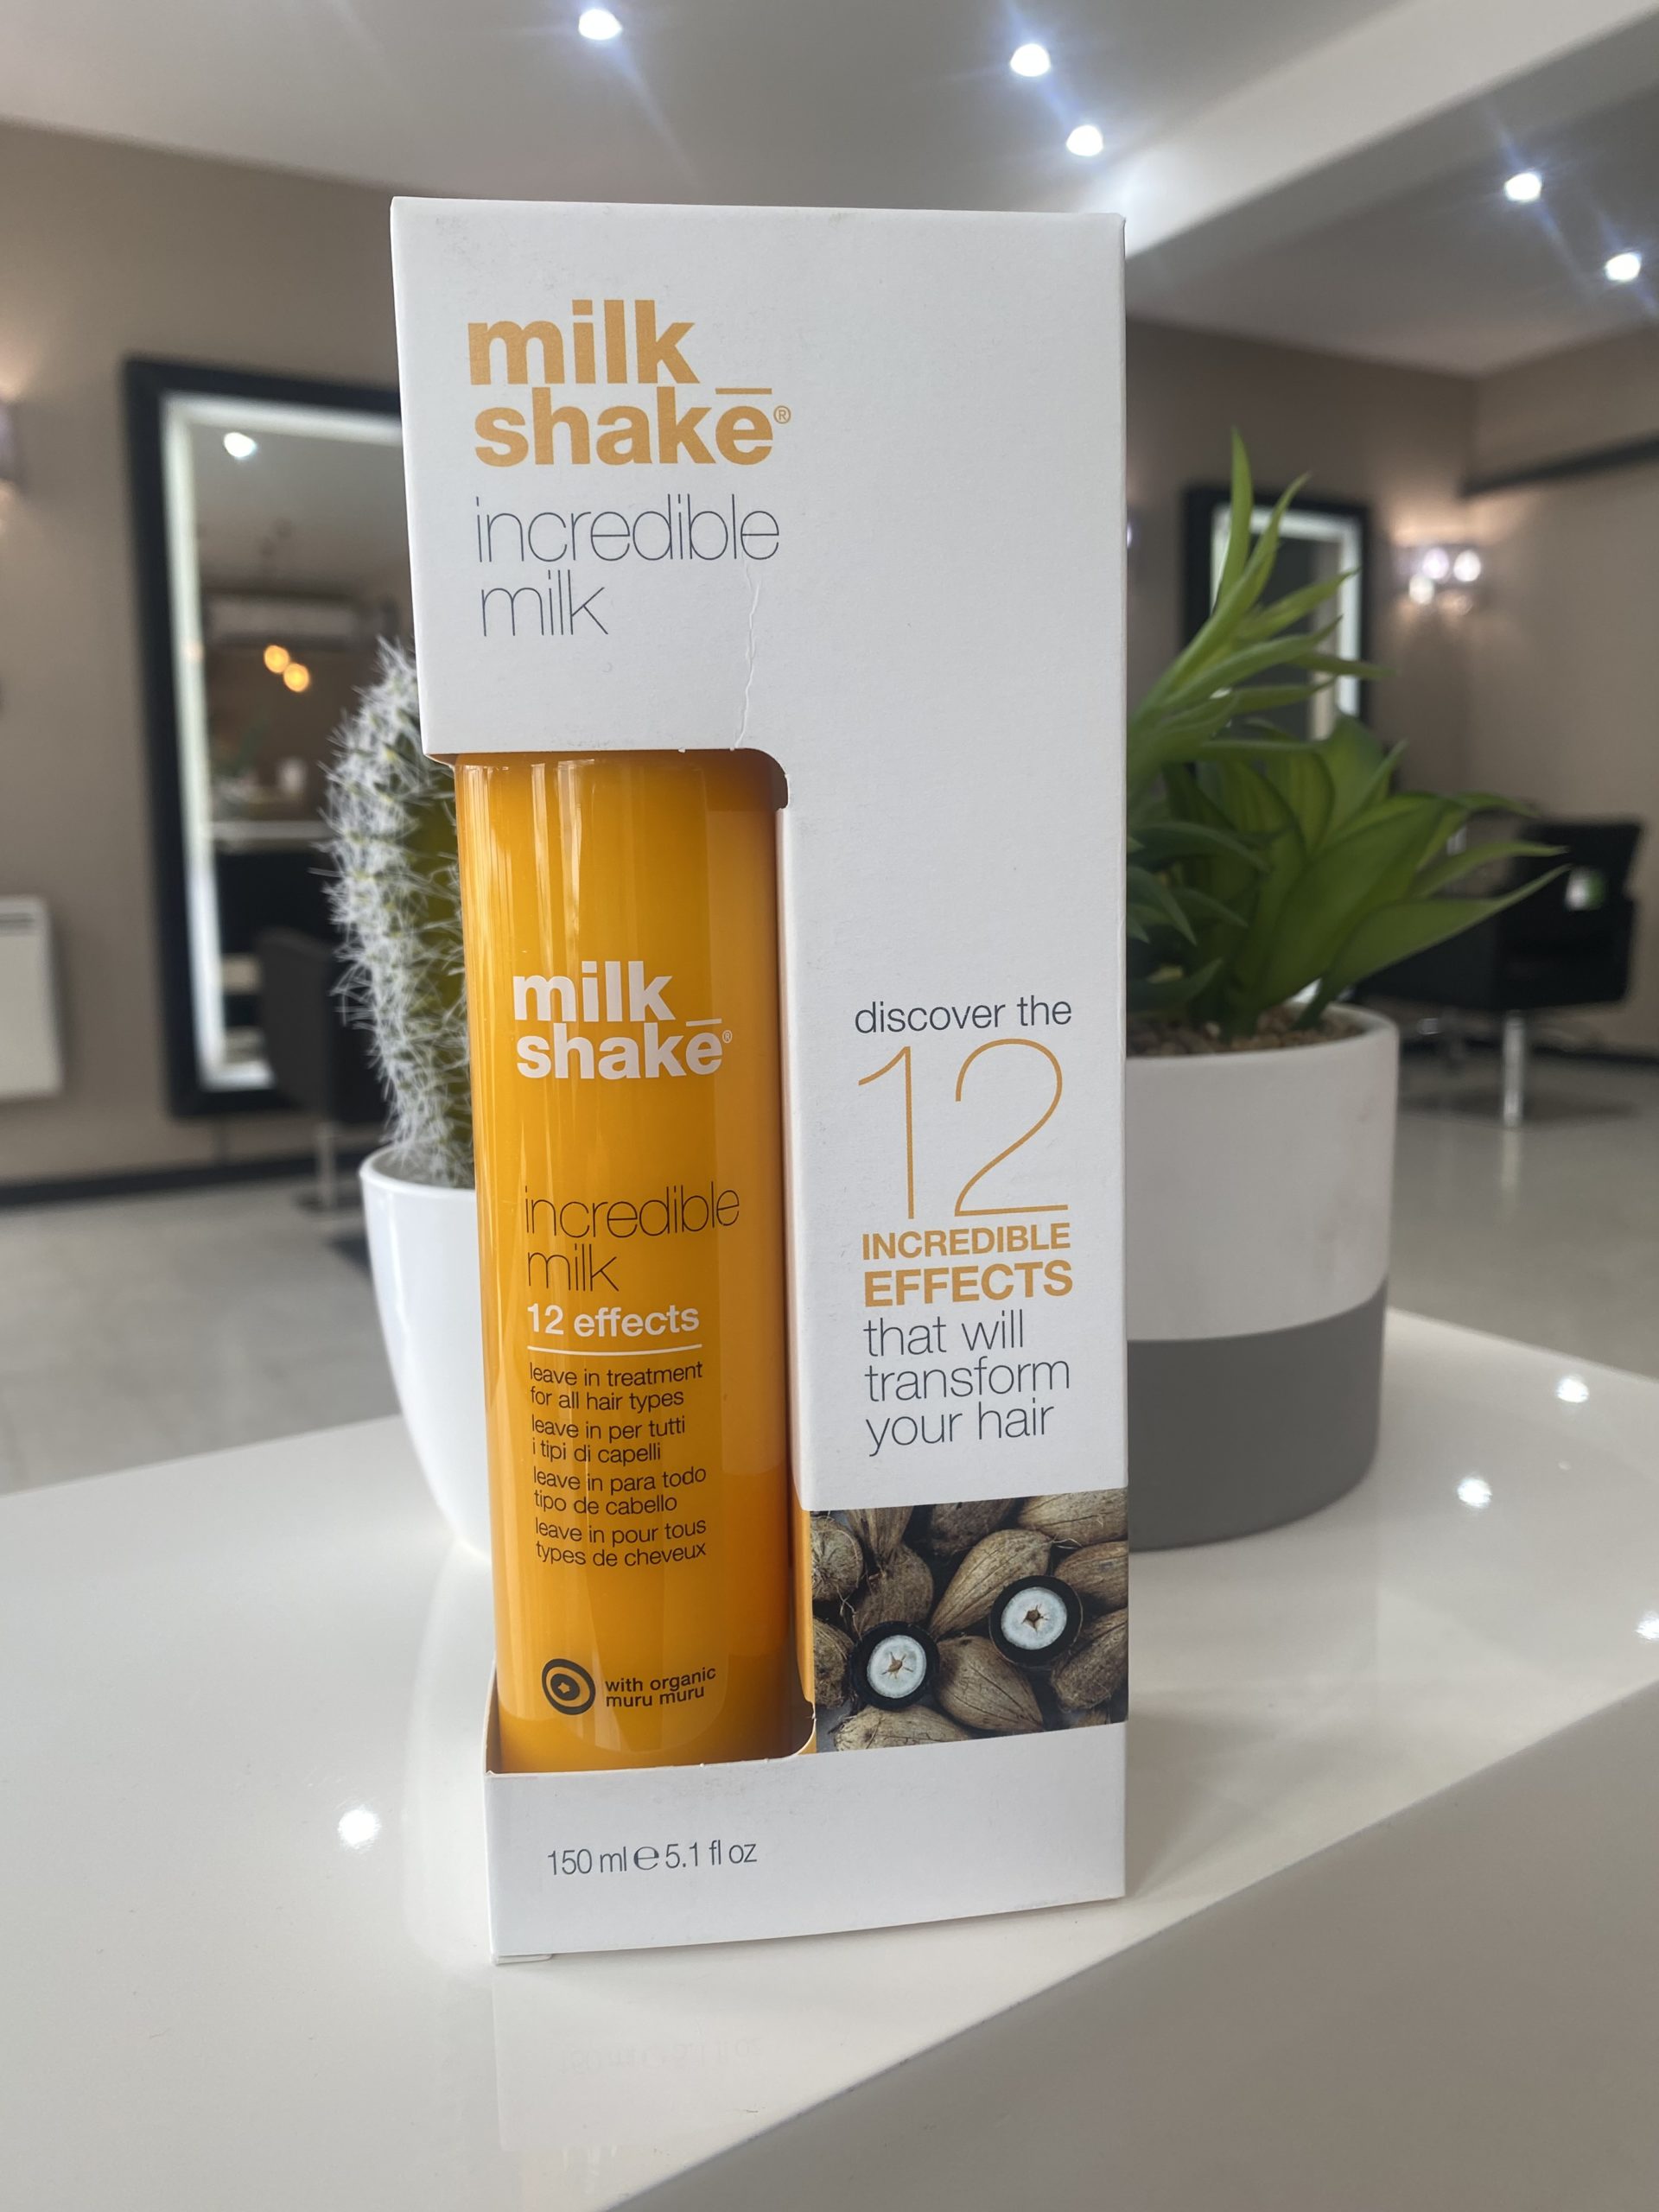 milk_
shake®
incredible
milk
milk_
shake®
incredible
milk
12 effects
leave in treatment
for all hair types
leave in per tutti
i tipi di capelli
leave in para todo
tipo de cabello
leave in pour tous
types de cheveux
with organic
muru muru
discover the
12
INCREDIBLE
EFFECTS
that will
transform
your hair
150 ml ℮ 5.1 fl oz